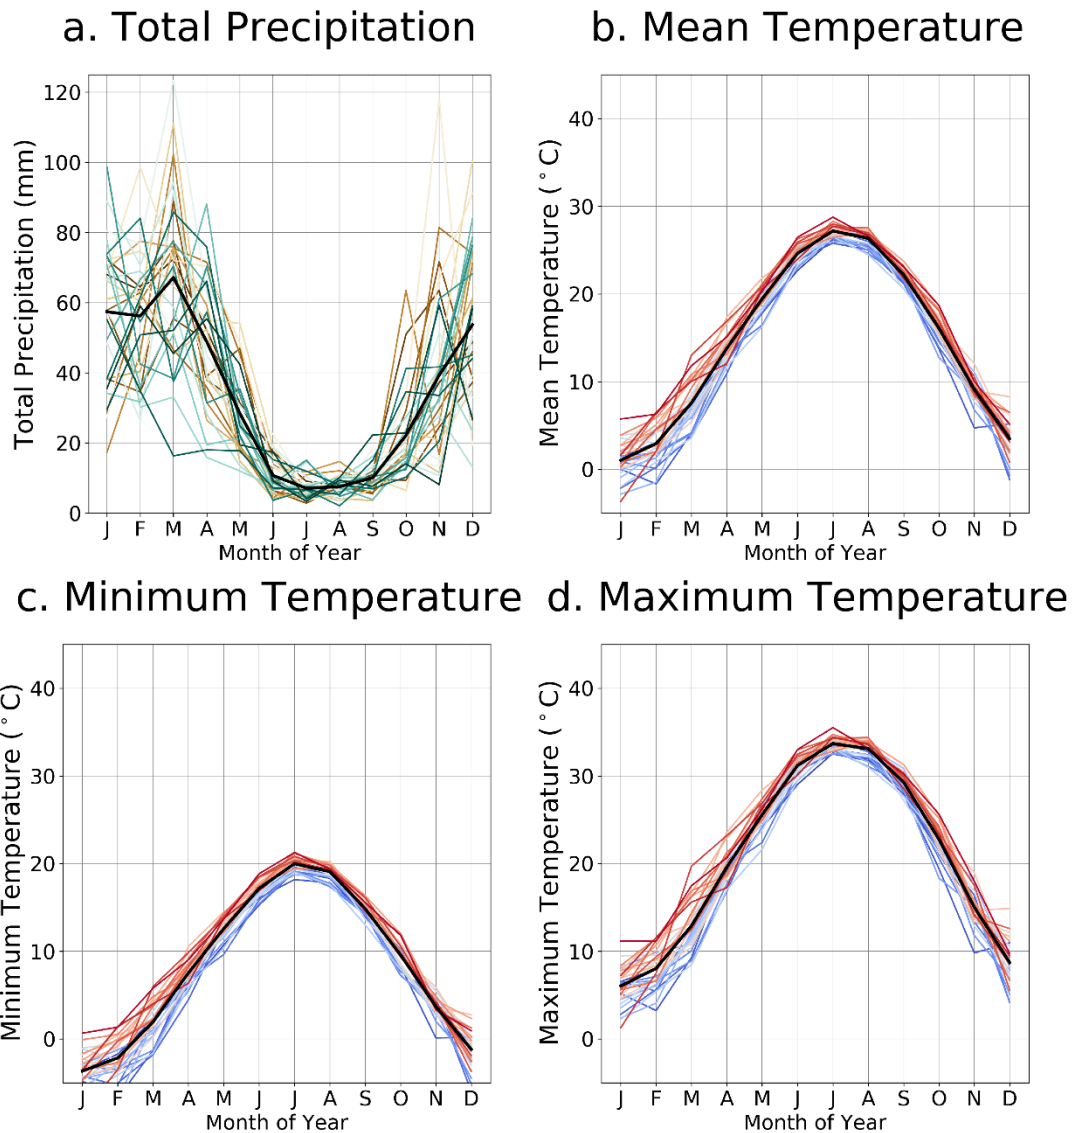 a. Total Precipitation
b. Mean Temperature
Total Precipitation (mm)
120
100
80
60
40
20
0
J F M A M J J A S O N D
Month of Year
Mean Temperature (°C)
40
30
20
10
0
J F M A M J J A S O N D
Month of Year
c. Minimum Temperature
d. Maximum Temperature
Minimum Temperature (°C)
40
30
20
10
0
J F M A M J J A S O N D
Month of Year
Maximum Temperature (°C)
40
30
20
10
0
J F M A M J J A S O N D
Month of Year